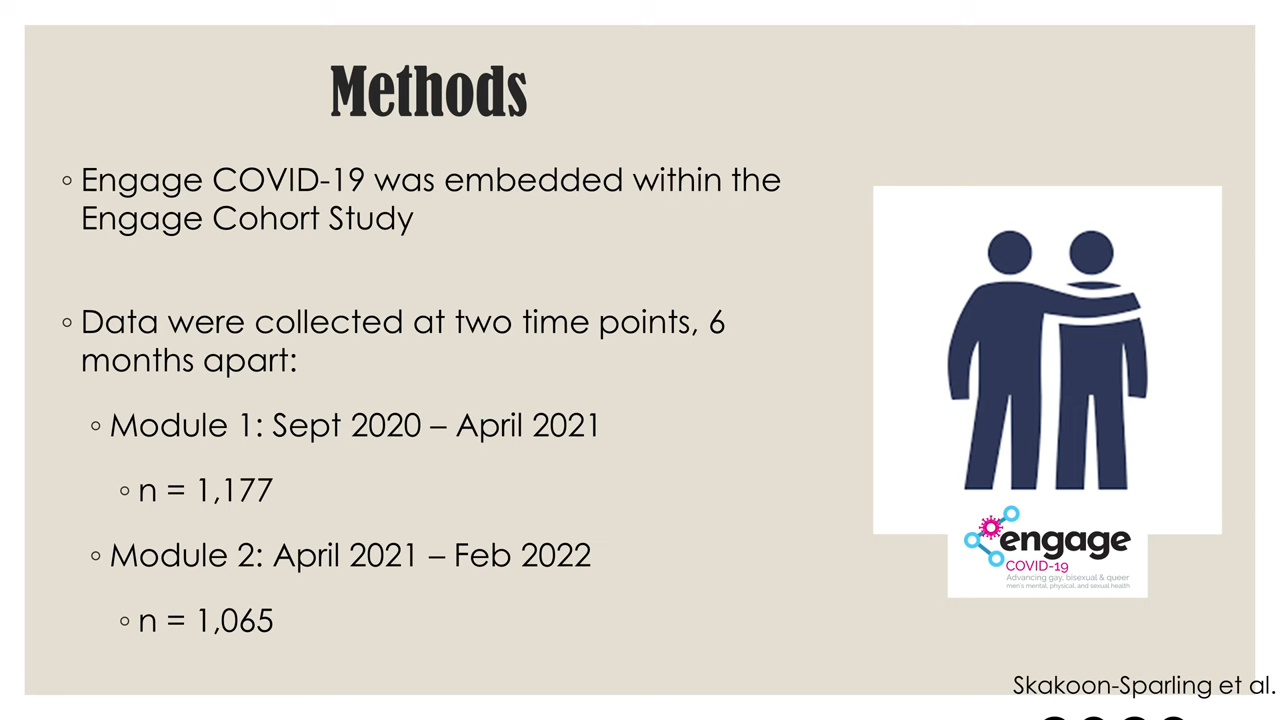 Methods
◦ Engage COVID-19 was embedded within the
Engage Cohort Study
◦ Data were collected at two time points, 6
months apart:
◦ Module 1: Sept 2020 – April 2021
◦ n = 1,177
◦ Module 2: April 2021 – Feb 2022
◦ n = 1,065
engage
COVID-19
Advancing gay, bisexual & queer
men's mental, physical, and sexual health
Skakoon-Sparling et al.